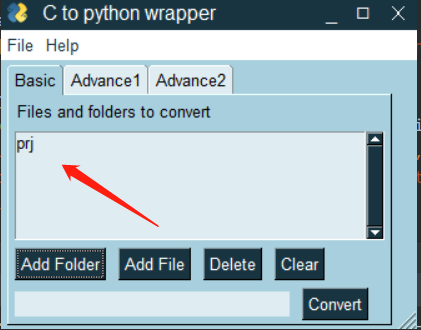 C to python wrapper
File Help
Basic Advance1 Advance2
Files and folders to convert
prj
Add Folder Add File Delete Clear
Convert